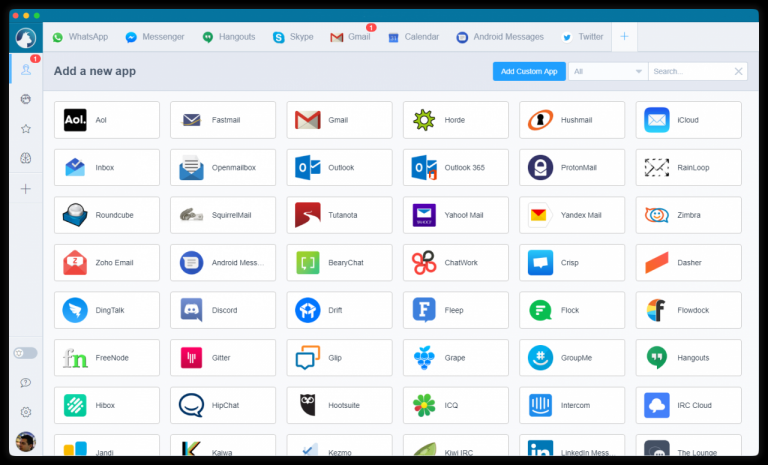 WhatsApp Messenger Hangouts Skype Gmail 1 Calendar Android Messages Twitter +
1
Add a new app Add Custom App All Search...
Aol. Aol Fastmail Gmail Horde Hushmail iCloud
Inbox Openmailbox Outlook Outlook 365 ProtonMail RainLoop
Roundcube SquirrelMail Tutanota Yahoo! Mail Yandex Mail Zimbra
Zoho Email Android Mess... BearyChat ChatWork Crisp Dasher
DingTalk Discord Drift Fleep Flock Flowdock
fn FreeNode Gitter Glip Grape GroupMe Hangouts
Hibox HipChat Hootsuite ICQ Intercom IRC Cloud
Jandi Kaiwa Kezmo Kiwi IRC LinkedIn Mess... The Lounge